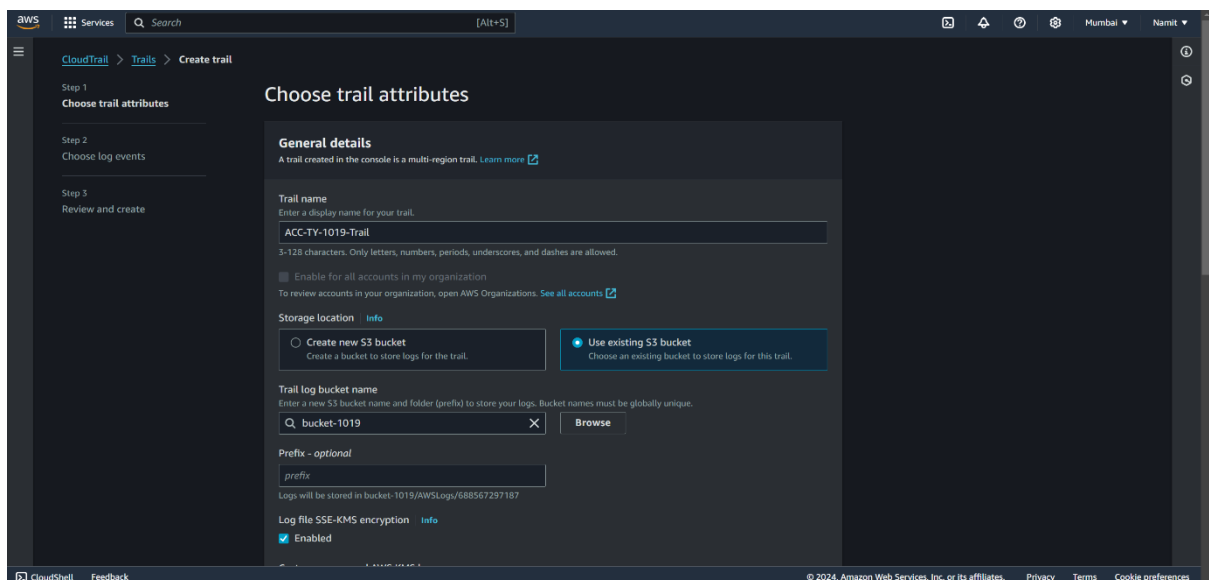 aws
Services
Search
[Alt+S]
Mumbai ▼
Namit ▼
CloudTrail > Trails > Create trail
Step 1
Choose trail attributes
Step 2
Choose log events
Step 3
Review and create
Choose trail attributes
General details
A trail created in the console is a multi-region trail. Learn more
Trail name
Enter a display name for your trail.
ACC-TY-1019-Trail
3-128 characters. Only letters, numbers, periods, underscores, and dashes are allowed.
Enable for all accounts in my organization
To review accounts in your organization, open AWS Organizations. See all accounts
Storage location Info
Create new S3 bucket
Create a bucket to store logs for the trail.
Use existing S3 bucket
Choose an existing bucket to store logs for this trail.
Trail log bucket name
Enter a new S3 bucket name and folder (prefix) to store your logs. Bucket names must be globally unique.
bucket-1019
Browse
Prefix - optional
prefix
Logs will be stored in bucket-1019/AWSLogs/688567297187
Log file SSE-KMS encryption Info
Enabled
CloudShell Feedback
© 2024, Amazon Web Services, Inc. or its affiliates. Privacy Terms Cookie preferences